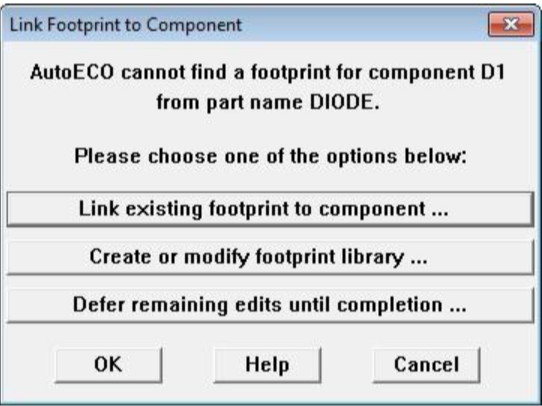 Link Footprint to Component
AutoECO cannot find a footprint for component D1
from part name DIODE.
Please choose one of the options below:
Link existing footprint to component ...
Create or modify footprint library ...
Defer remaining edits until completion ...
OK Help Cancel